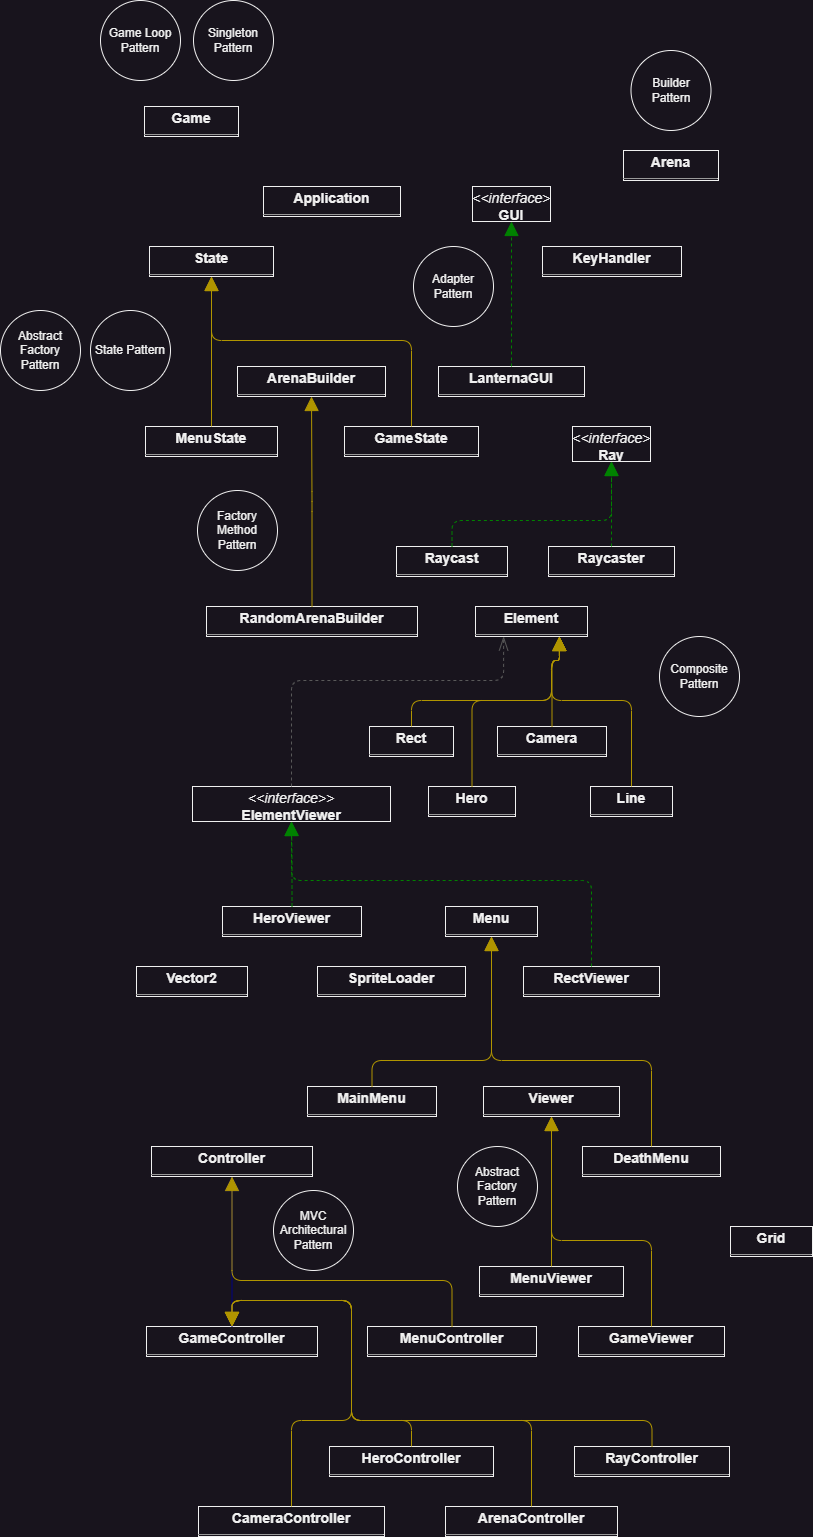 Game Loop
Pattern
Singleton
Pattern
Builder
Pattern
Game
Arena
Application
<<interface>
GUI
State
Adapter
Pattern
KeyHandler
Abstract
Factory
Pattern
State Pattern
ArenaBuilder
LanternaGUI
MenuState
GameState
<<interface>
Ray
Factory
Method
Pattern
Raycast
Raycaster
RandomArenaBuilder
Element
Composite
Pattern
Rect
Camera
<<interface>>
ElementViewer
Hero
Line
HeroViewer
Menu
Vector2
SpriteLoader
RectViewer
MainMenu
Viewer
Controller
Abstract
Factory
Pattern
DeathMenu
MVC
Architectural
Pattern
Grid
MenuViewer
GameController
MenuController
GameViewer
HeroController
RayController
CameraController
ArenaController